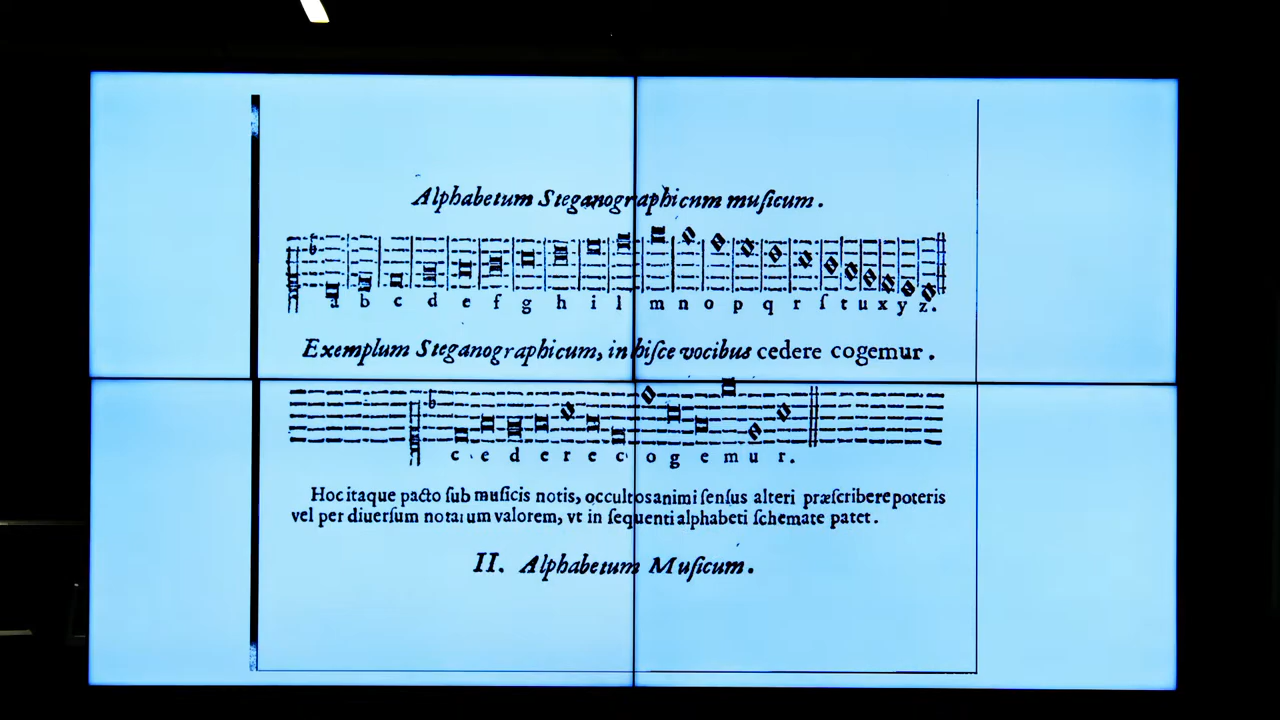 Alphabetum Steganographicum muſicum.
a b c d e f g h i l m n o p q r ſ t u x y z.
Exemplum Steganographicum, in hiſce vocibus cedere cogemur.
c e d e r e c o g e m u r.
Hoc itaque pacto ſub muſicis notis, occultos animi ſenſus alteri præſcribere poteris
vel per diuerſum notarum valorem, vt in ſequenti alphabeti ſchemate patet.
II. Alphabetum Muſicum.